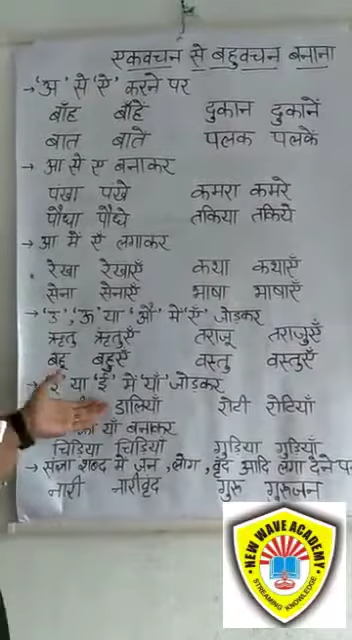 एकवचन से बहुवचन बनाना
→ 'अ' से 'ऐं' करने पर
बाँह बाँहें दुकान दुकानें
बात बाते पलक पलकें
→ आ से ए बनाकर
पंखा पंखे कमरा कमरे
पौधा पौधे तकिया तकिये
→ आ में एँ लगाकर
रेखा रेखाएँ कथा कथाएँ
सेना सेनाएँ भाषा भाषाएँ
→ 'उ', 'ऊ' या 'औ' में 'एँ' जोड़कर
ऋतु ऋतुएँ तराजू तराजुएँ
बहू बहुएँ वस्तु वस्तुएँ
या 'ई' में 'याँ' जोड़कर
डालियाँ रोटी रोटियाँ
याँ बनाकर
चिड़िया चिड़ियाँ गुड़िया गुड़ियाँ
→ संज्ञा शब्द में जन, लोग, वृंद आदि लगा देने पर
नारी नारीवृंद गुरू गुरूजन
NEW WAVE ACADEMY
STREAMING KNOWLEDGE